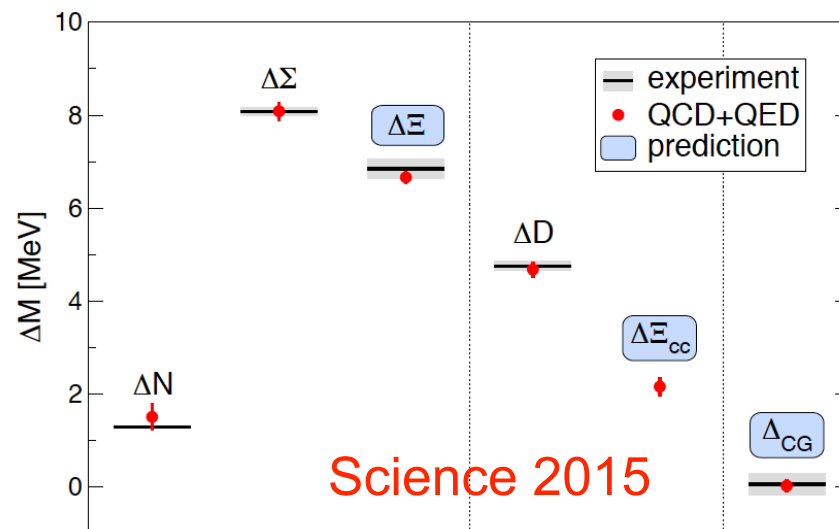 10
8
6
4
2
0
ΔM [MeV]
ΔN
ΔΣ
ΔΞ
ΔD
ΔΞcc
ΔCG
experiment
QCD+QED
prediction
Science 2015